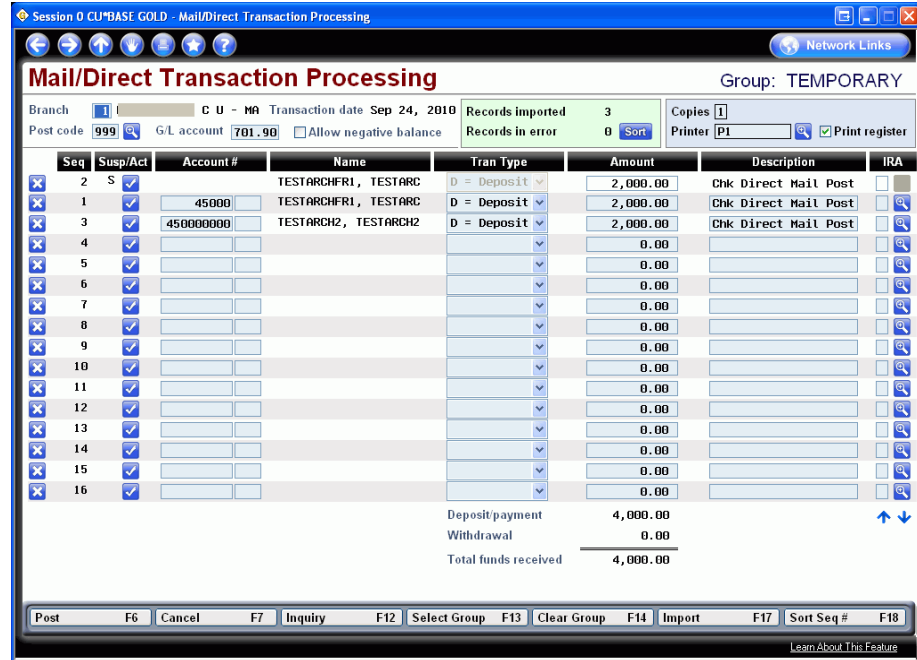 Session 0 CU*BASE GOLD - Mail/Direct Transaction Processing
Network Links
Mail/Direct Transaction Processing Group: TEMPORARY
Branch 1 C U - MA Transaction date Sep 24, 2010 Records imported 3 Copies 1
Post code 999 G/L account 701.90 Allow negative balance Records in error 0 Sort Printer P1 Print register
Seq Susp/Act Account # Name Tran Type Amount Description IRA
2 S TESTARCHFR1, TESTARC D = Deposit 2,000.00 Chk Direct Mail Post
1 45000 TESTARCHFR1, TESTARC D = Deposit 2,000.00 Chk Direct Mail Post
3 450000000 TESTARCH2, TESTARCH2 D = Deposit 2,000.00 Chk Direct Mail Post
4 0.00
5 0.00
6 0.00
7 0.00
8 0.00
9 0.00
10 0.00
11 0.00
12 0.00
13 0.00
14 0.00
15 0.00
16 0.00
Deposit/payment 4,000.00
Withdrawal 0.00
Total funds received 4,000.00
Post F6 Cancel F7 Inquiry F12 Select Group F13 Clear Group F14 Import F17 Sort Seq # F18
Learn About This Feature